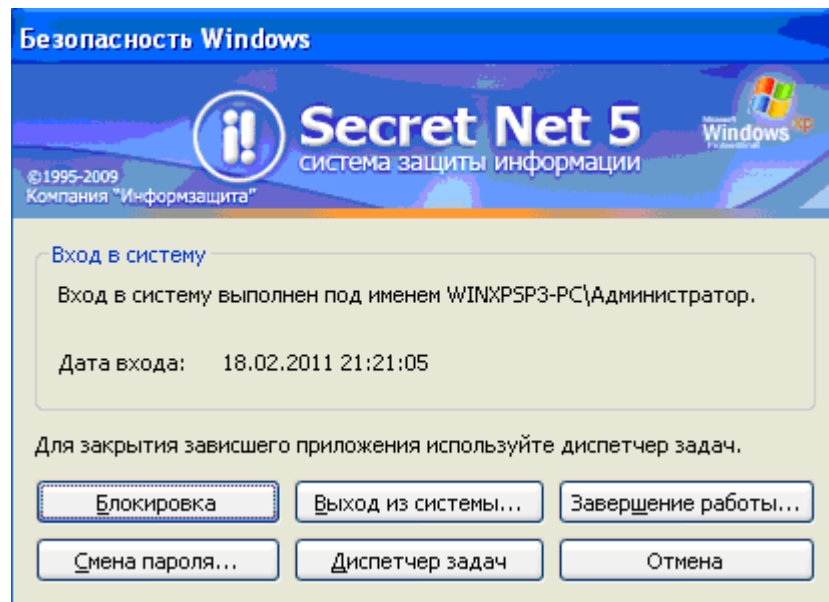 Безопасность Windows
Secret Net 5
система защиты информации
Windows xp
©1995-2009
Компания "Информзащита"
Вход в систему
Вход в систему выполнен под именем WINXPSP3-PC\Администратор.
Дата входа: 18.02.2011 21:21:05
Для закрытия зависшего приложения используйте диспетчер задач.
Блокировка Выход из системы... Завершение работы...
Смена пароля... Диспетчер задач Отмена